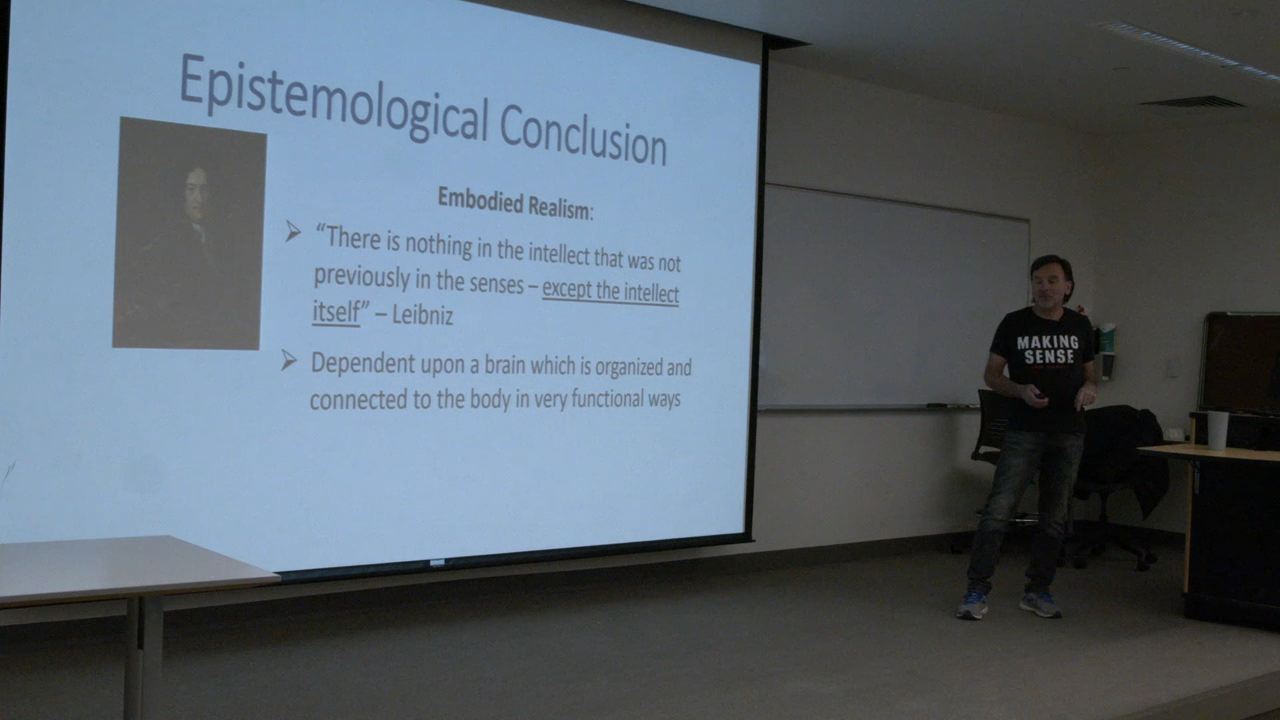 Epistemological Conclusion
Embodied Realism:
“There is nothing in the intellect that was not
previously in the senses – except the intellect
itself” – Leibniz
Dependent upon a brain which is organized and
connected to the body in very functional ways
MAKING
SENSE